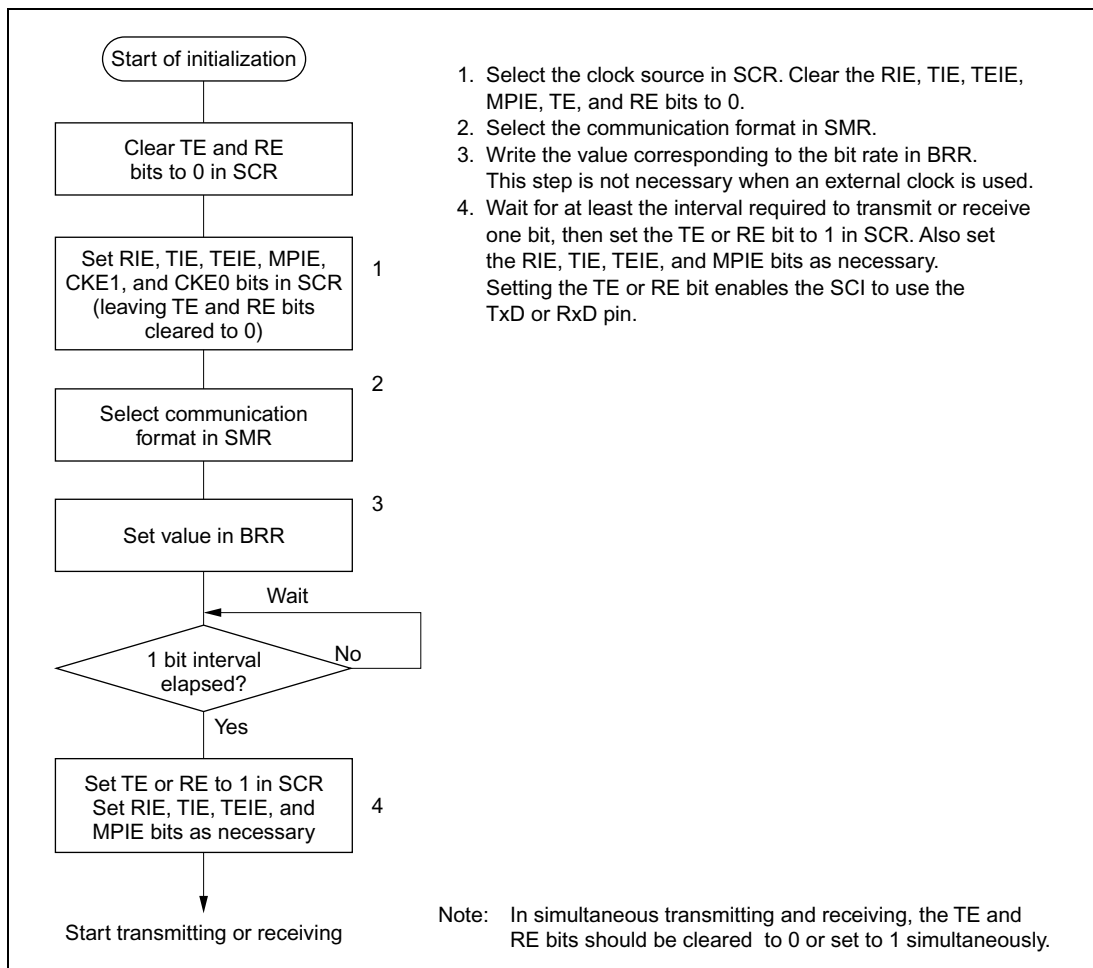 Start of initialization
Clear TE and RE
bits to 0 in SCR
Set RIE, TIE, TEIE, MPIE,
CKE1, and CKE0 bits in SCR
(leaving TE and RE bits
cleared to 0)
1
2
Select communication
format in SMR
3
Set value in BRR
Wait
1 bit interval
elapsed?
No
Yes
Set TE or RE to 1 in SCR
Set RIE, TIE, TEIE, and
MPIE bits as necessary
4
Start transmitting or receiving
1. Select the clock source in SCR. Clear the RIE, TIE, TEIE,
MPIE, TE, and RE bits to 0.
2. Select the communication format in SMR.
3. Write the value corresponding to the bit rate in BRR.
This step is not necessary when an external clock is used.
4. Wait for at least the interval required to transmit or receive
one bit, then set the TE or RE bit to 1 in SCR. Also set
the RIE, TIE, TEIE, and MPIE bits as necessary.
Setting the TE or RE bit enables the SCI to use the
TxD or RxD pin.
Note: In simultaneous transmitting and receiving, the TE and
RE bits should be cleared to 0 or set to 1 simultaneously.